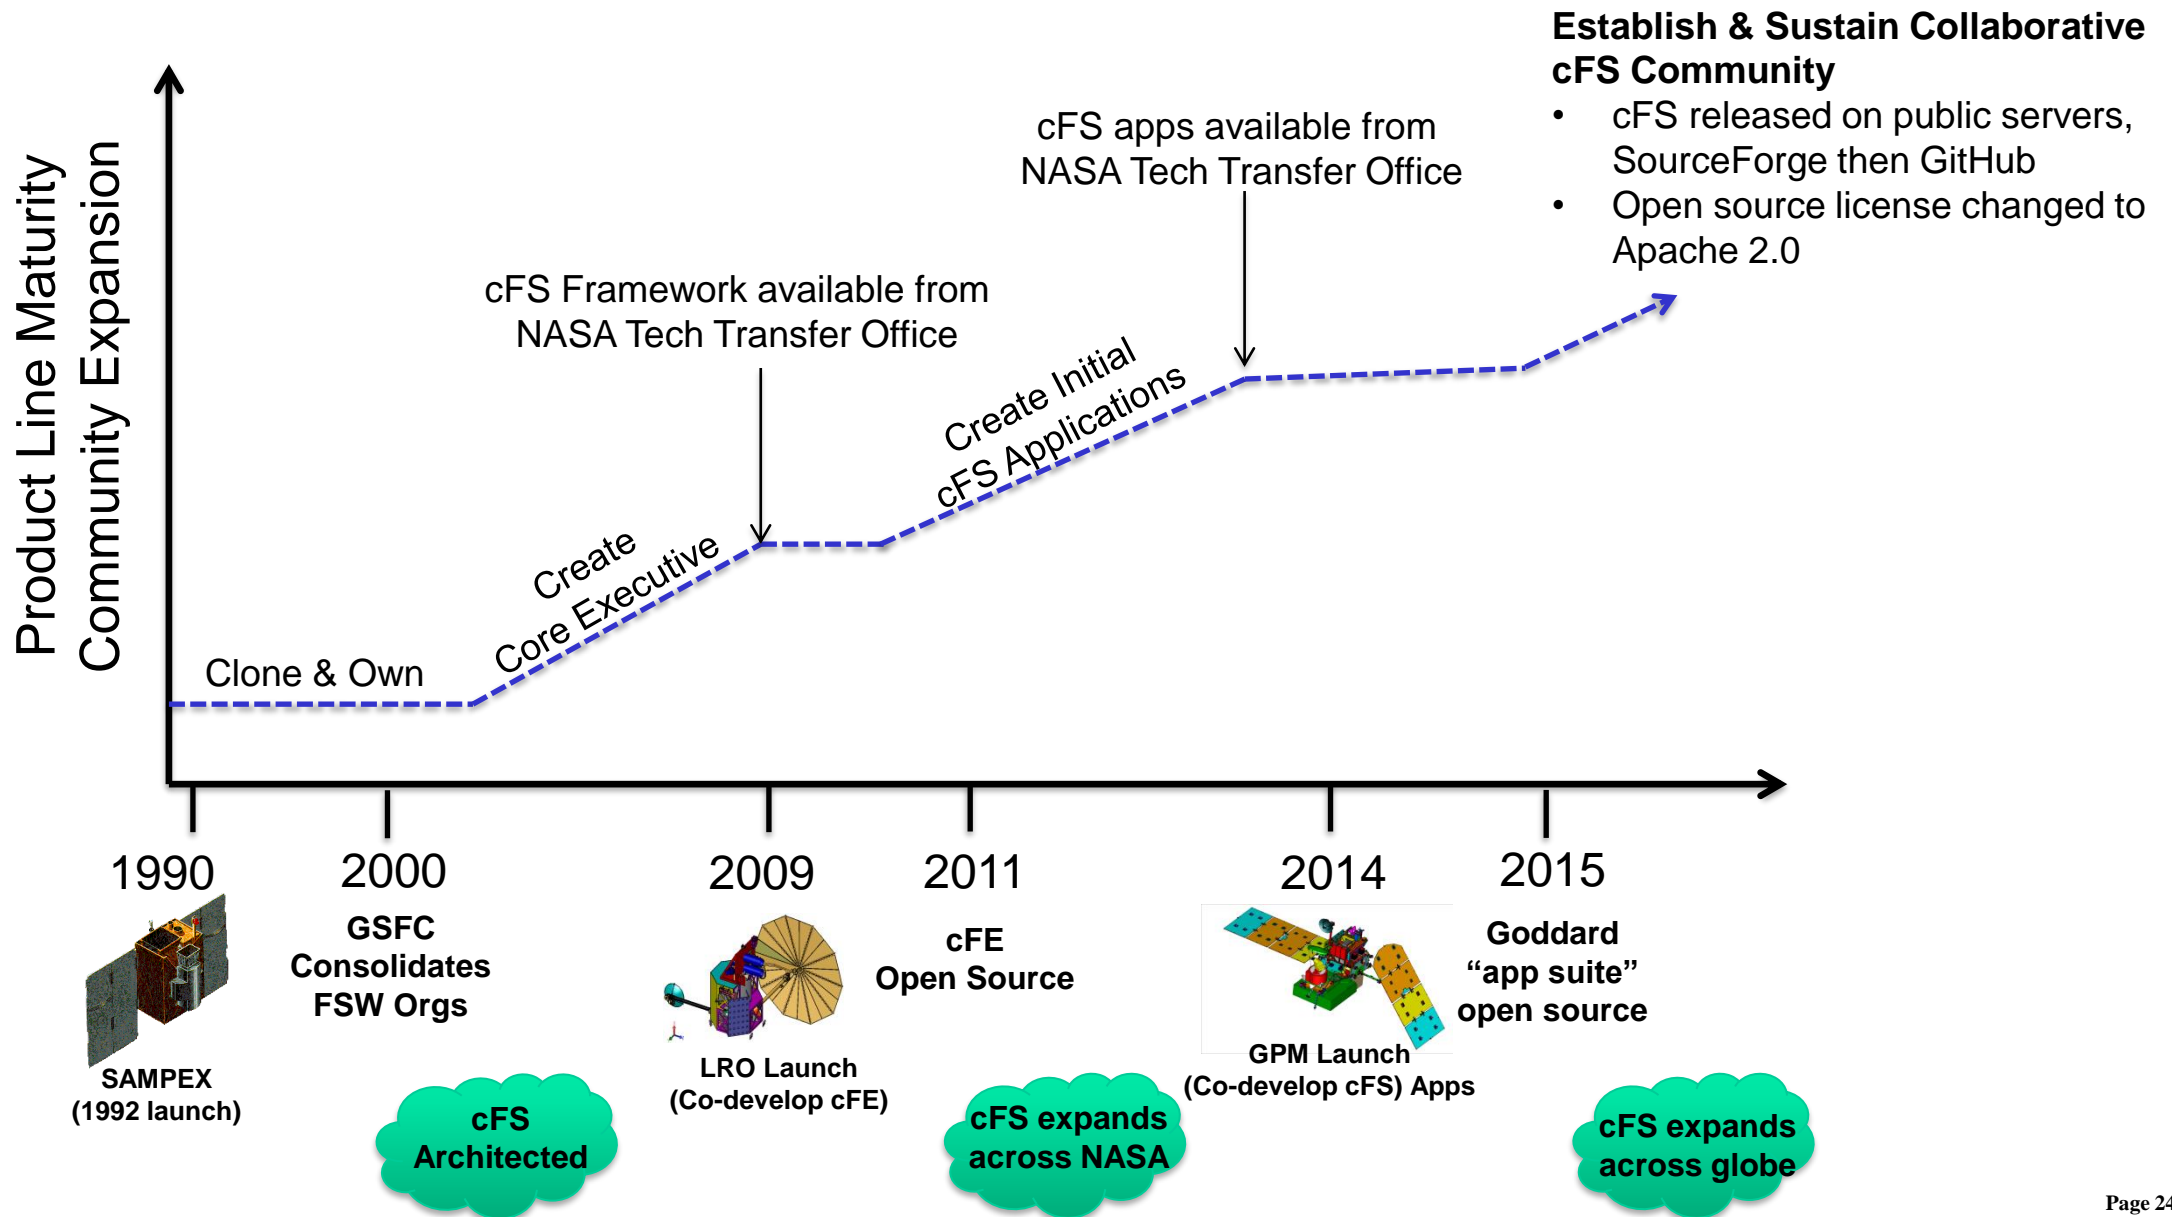 Establish & Sustain Collaborative
cFS Community
• cFS released on public servers,
SourceForge then GitHub
• Open source license changed to
Apache 2.0
cFS apps available from
NASA Tech Transfer Office
cFS Framework available from
NASA Tech Transfer Office
Product Line Maturity
Community Expansion
Clone & Own
Create
Core Executive
Create Initial
cFS Applications
1990
2000
2009
2011
2014
2015
SAMPEX
(1992 launch)
GSFC
Consolidates
FSW Orgs
LRO Launch
(Co-develop cFE)
cFE
Open Source
GPM Launch
(Co-develop cFS) Apps
Goddard
“app suite”
open source
cFS
Architected
cFS expands
across NASA
cFS expands
across globe
Page 24